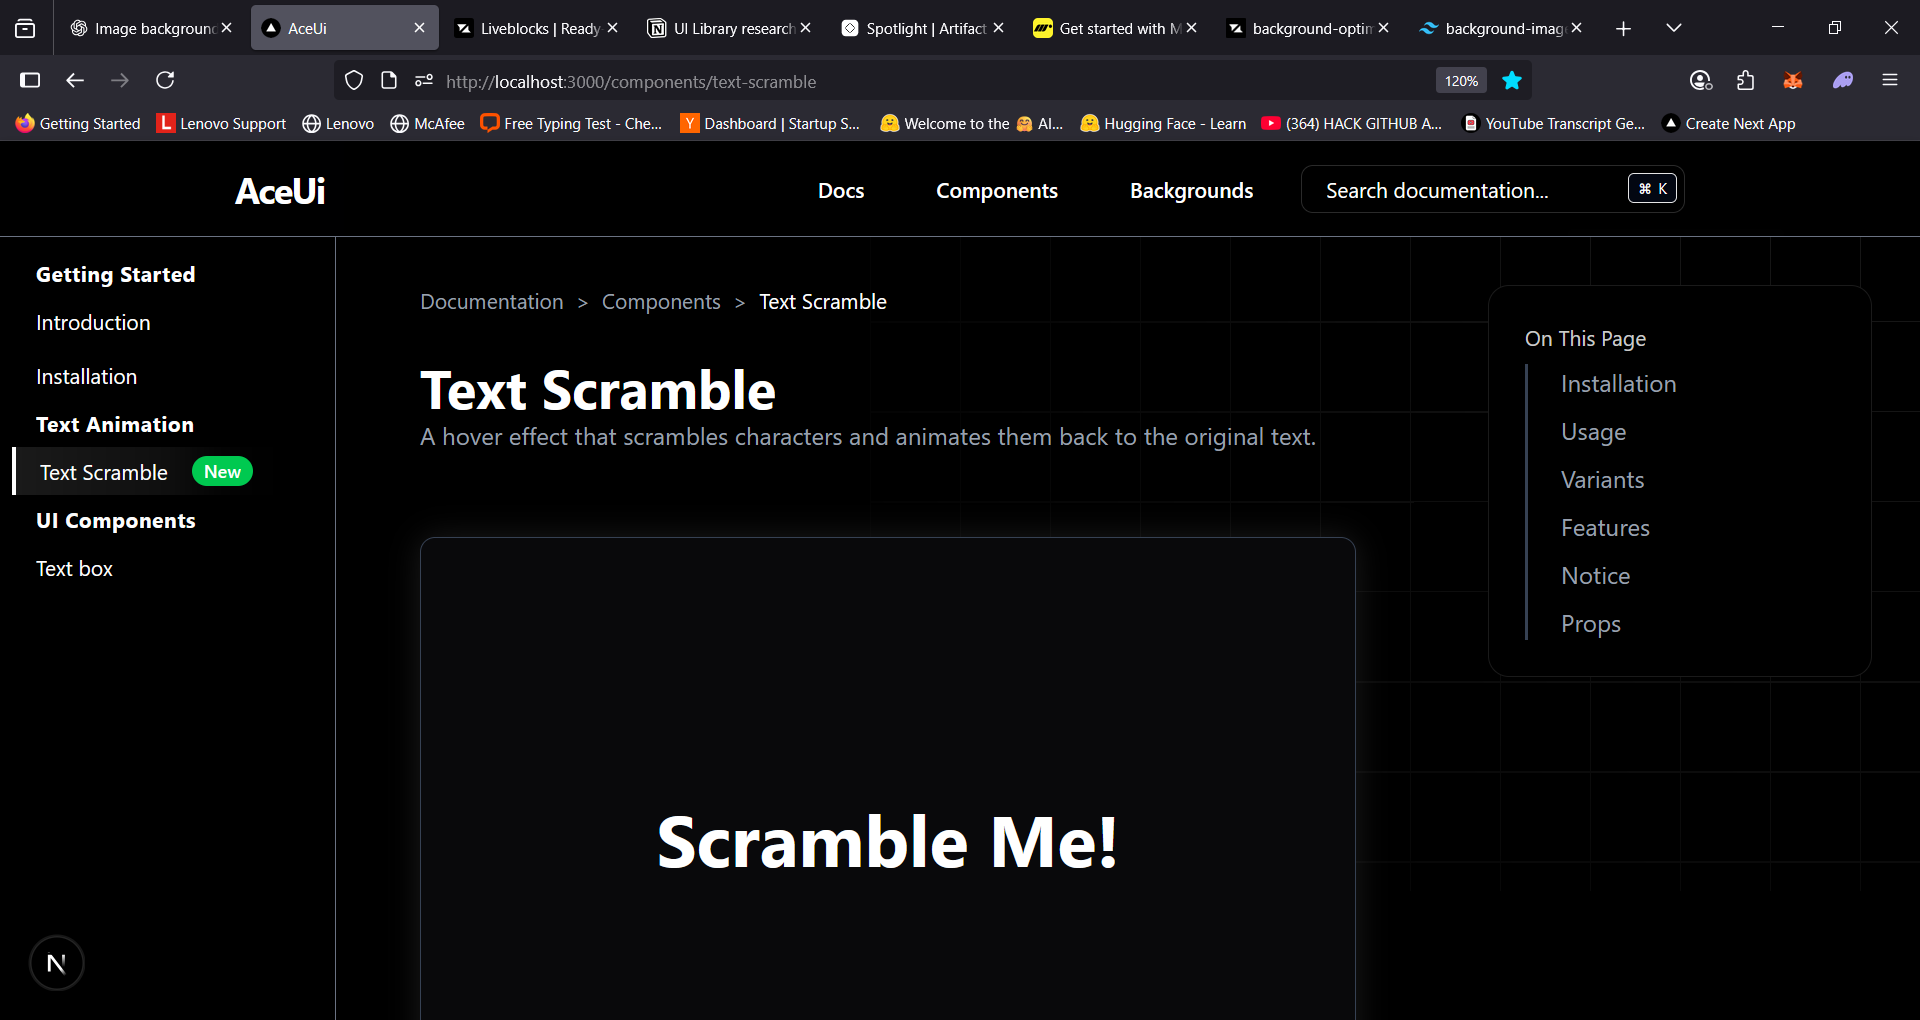 Image background
AceUi
Liveblocks | Ready
UI Library research
Spotlight | Artifact
Get started with M
background-optim
background-imag
http://localhost:3000/components/text-scramble
120%
Getting Started
Lenovo Support
Lenovo
McAfee
Free Typing Test - Che...
Dashboard | Startup S...
Welcome to the 🤗 AI...
Hugging Face - Learn
(364) HACK GITHUB A...
YouTube Transcript Ge...
Create Next App
AceUi
Docs
Components
Backgrounds
Search documentation...
⌘ K
Getting Started
Introduction
Installation
Text Animation
Text Scramble
New
UI Components
Text box
Documentation > Components > Text Scramble
Text Scramble
A hover effect that scrambles characters and animates them back to the original text.
Scramble Me!
On This Page
Installation
Usage
Variants
Features
Notice
Props
N